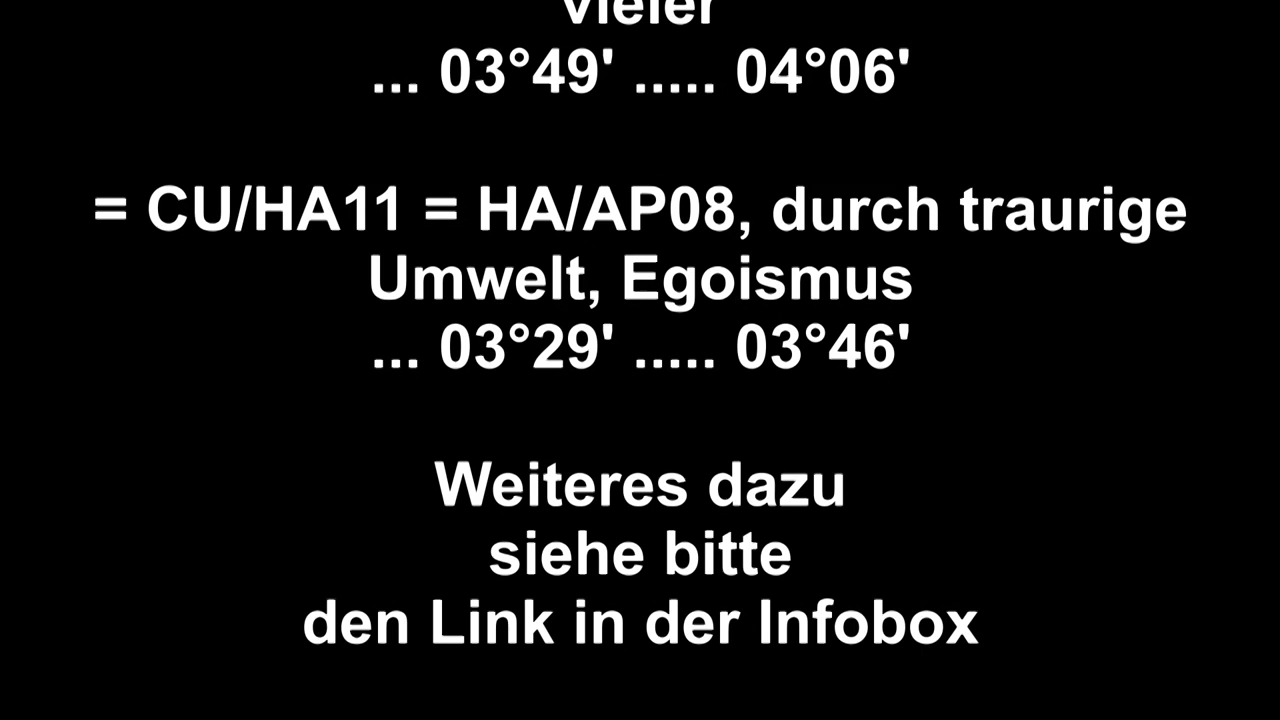 vieler
... 03°49' ..... 04°06'
= CU/HA11 = HA/AP08, durch traurige
Umwelt, Egoismus
... 03°29' ..... 03°46'
Weiteres dazu
siehe bitte
den Link in der Infobox